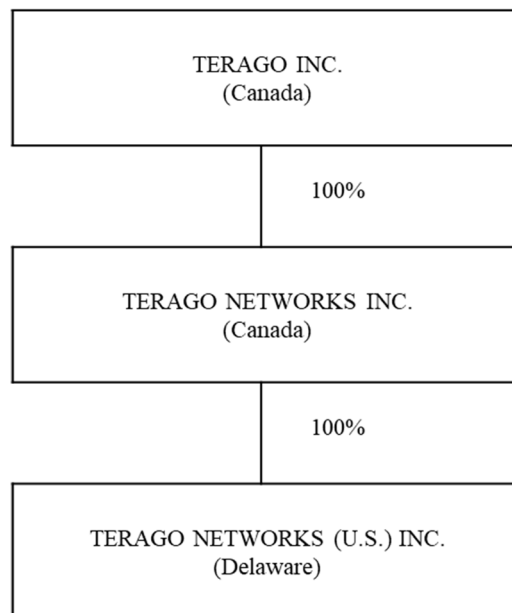 TERAGO INC.
(Canada)
100%
TERAGO NETWORKS INC.
(Canada)
100%
TERAGO NETWORKS (U.S.) INC.
(Delaware)